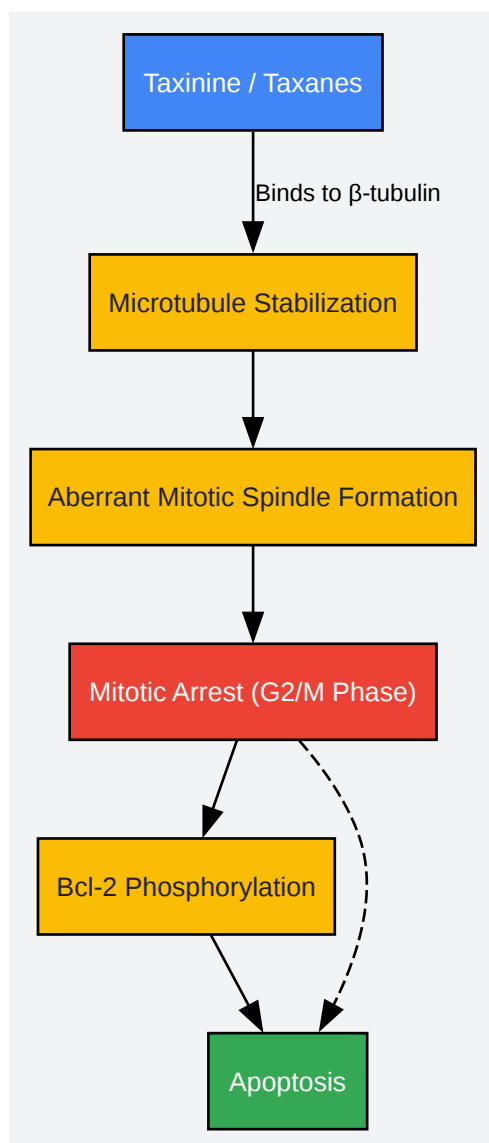 Taxinine / Taxanes
Binds to β-tubulin
Microtubule Stabilization
Aberrant Mitotic Spindle Formation
Mitotic Arrest (G2/M Phase)
Bcl-2 Phosphorylation
Apoptosis